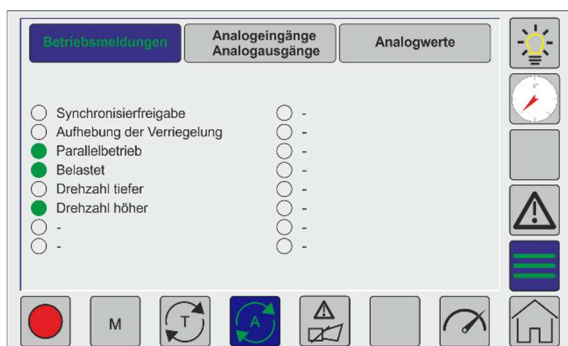 Betriebsmeldungen
Analogeingänge
Analogausgänge
Analogwerte
Synchronisierfreigabe
-
Aufhebung der Verriegelung
-
Parallelbetrieb
-
Belastet
-
Drehzahl tiefer
-
Drehzahl höher
-
-
-
-
-
M
T
A